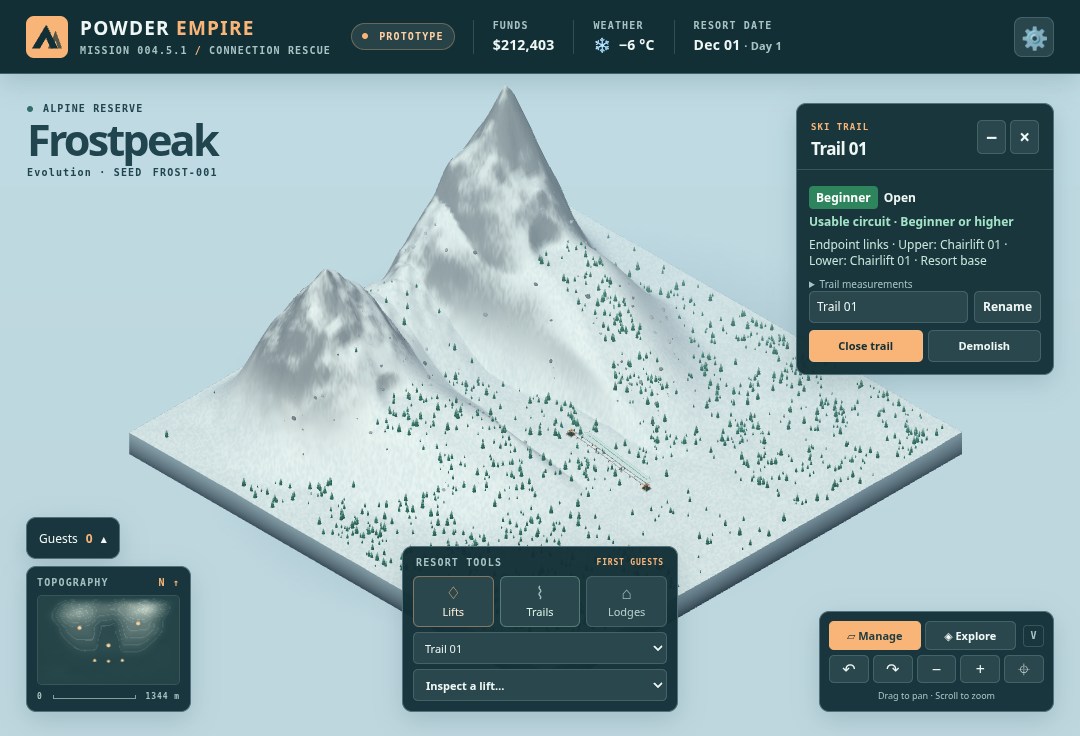 POWDER EMPIRE
MISSION 004.5.1 / CONNECTION RESCUE
PROTOTYPE
FUNDS
$212,403
WEATHER
−6 °C
RESORT DATE
Dec 01 · Day 1
ALPINE RESERVE
Frostpeak
Evolution · SEED FROST-001
SKI TRAIL
Trail 01
Beginner Open
Usable circuit · Beginner or higher
Endpoint links · Upper: Chairlift 01 ·
Lower: Chairlift 01 · Resort base
Trail measurements
Trail 01 Rename
Close trail Demolish
Guests 0
TOPOGRAPHY N ↑
0 1344 m
RESORT TOOLS FIRST GUESTS
Lifts Trails Lodges
Trail 01
Inspect a lift...
Manage Explore V
Drag to pan · Scroll to zoom